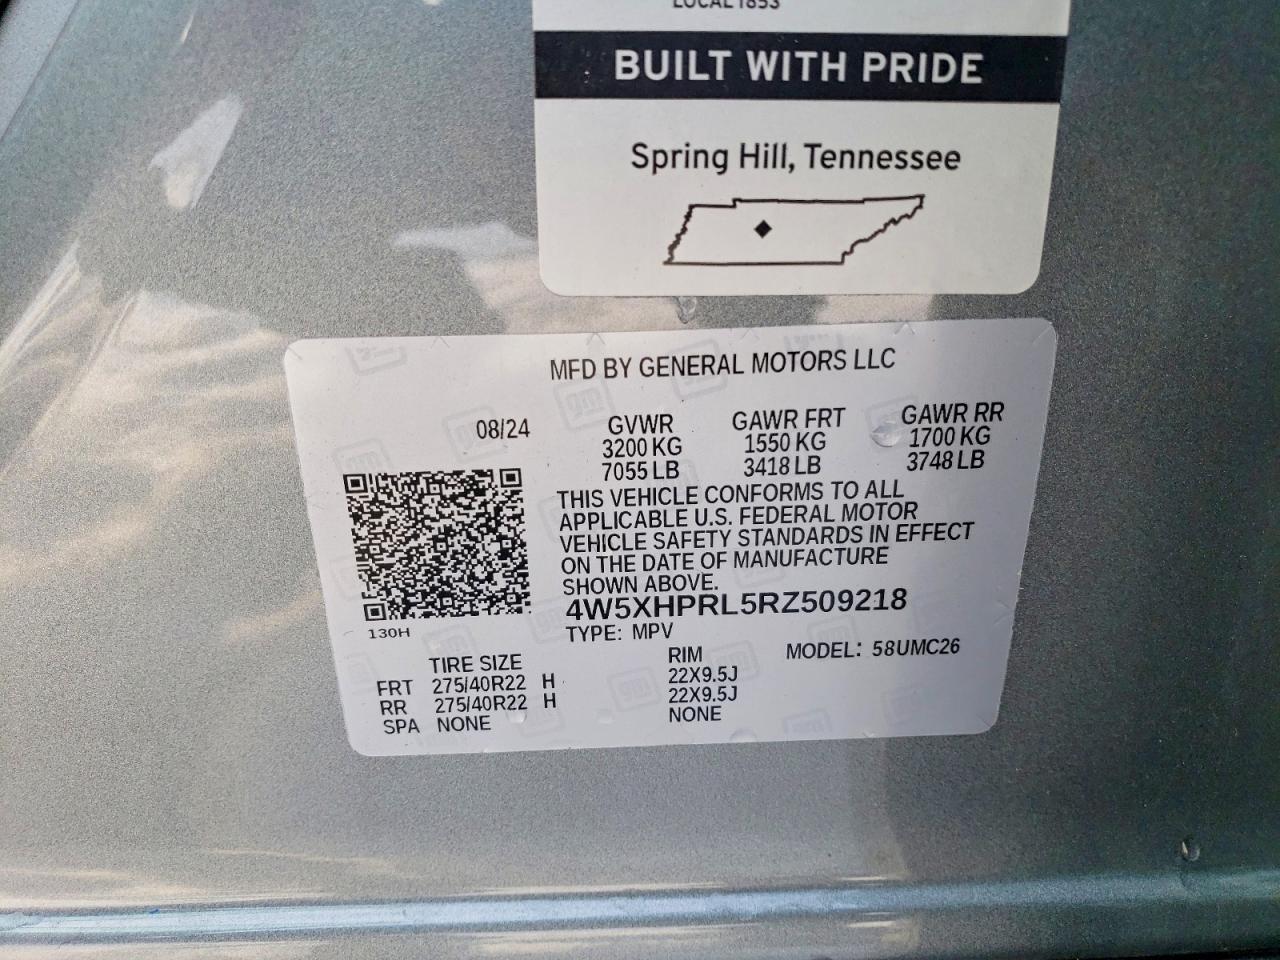 LOCAL 1853
BUILT WITH PRIDE
Spring Hill, Tennessee
MFD BY GENERAL MOTORS LLC
08/24 GVWR GAWR FRT GAWR RR
3200 KG 1550 KG 1700 KG
7055 LB 3418 LB 3748 LB
THIS VEHICLE CONFORMS TO ALL
APPLICABLE U.S. FEDERAL MOTOR
VEHICLE SAFETY STANDARDS IN EFFECT
ON THE DATE OF MANUFACTURE
SHOWN ABOVE.
4W5XHPRL5RZ509218
130H
TYPE: MPV MODEL: 58UMC26
TIRE SIZE RIM
FRT 275/40R22 H 22X9.5J
RR 275/40R22 H 22X9.5J
SPA NONE NONE